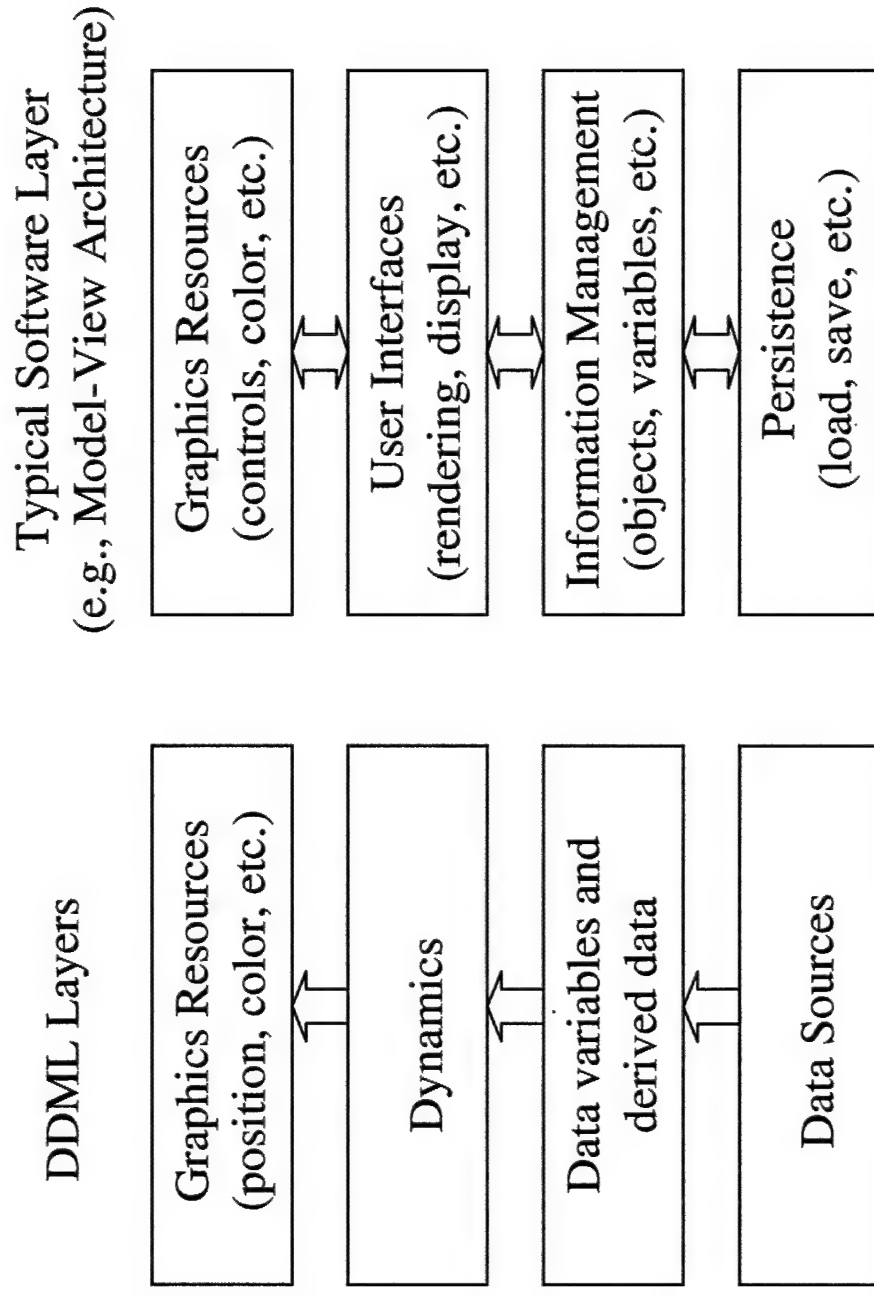 DDML Layers
Graphics Resources
(position, color, etc.)
Dynamics
Data variables and
derived data
Data Sources
Typical Software Layer
(e.g., Model-View Architecture)
Graphics Resources
(controls, color, etc.)
User Interfaces
(rendering, display, etc.)
Information Management
(objects, variables, etc.)
Persistence
(load, save, etc.)